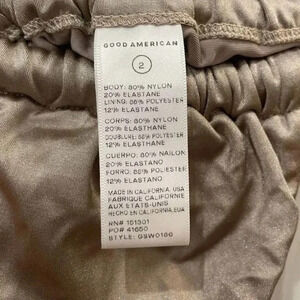 GOOD AMERICAN
2
BODY: 80% NYLON
20% ELASTANE
LINING: 88% POLYESTER
12% ELASTANE
CORPS: 80% NYLON
20% ELASTHANE
DOUBLURE: 88% POLYESTER
12% ELASTHANE
CUERPO: 80% NAILON
20% ELASTANO
FORRO: 88% POLIESTER
12% ELASTANO
MADE IN CALIFORNIA, USA
FABRIQUE CALIFORNIE
AUX ETATS-UNIS
HECHO EN CALIFORNIA, EUA
RN# 151301
PO# 41650
STYLE: GSW0186